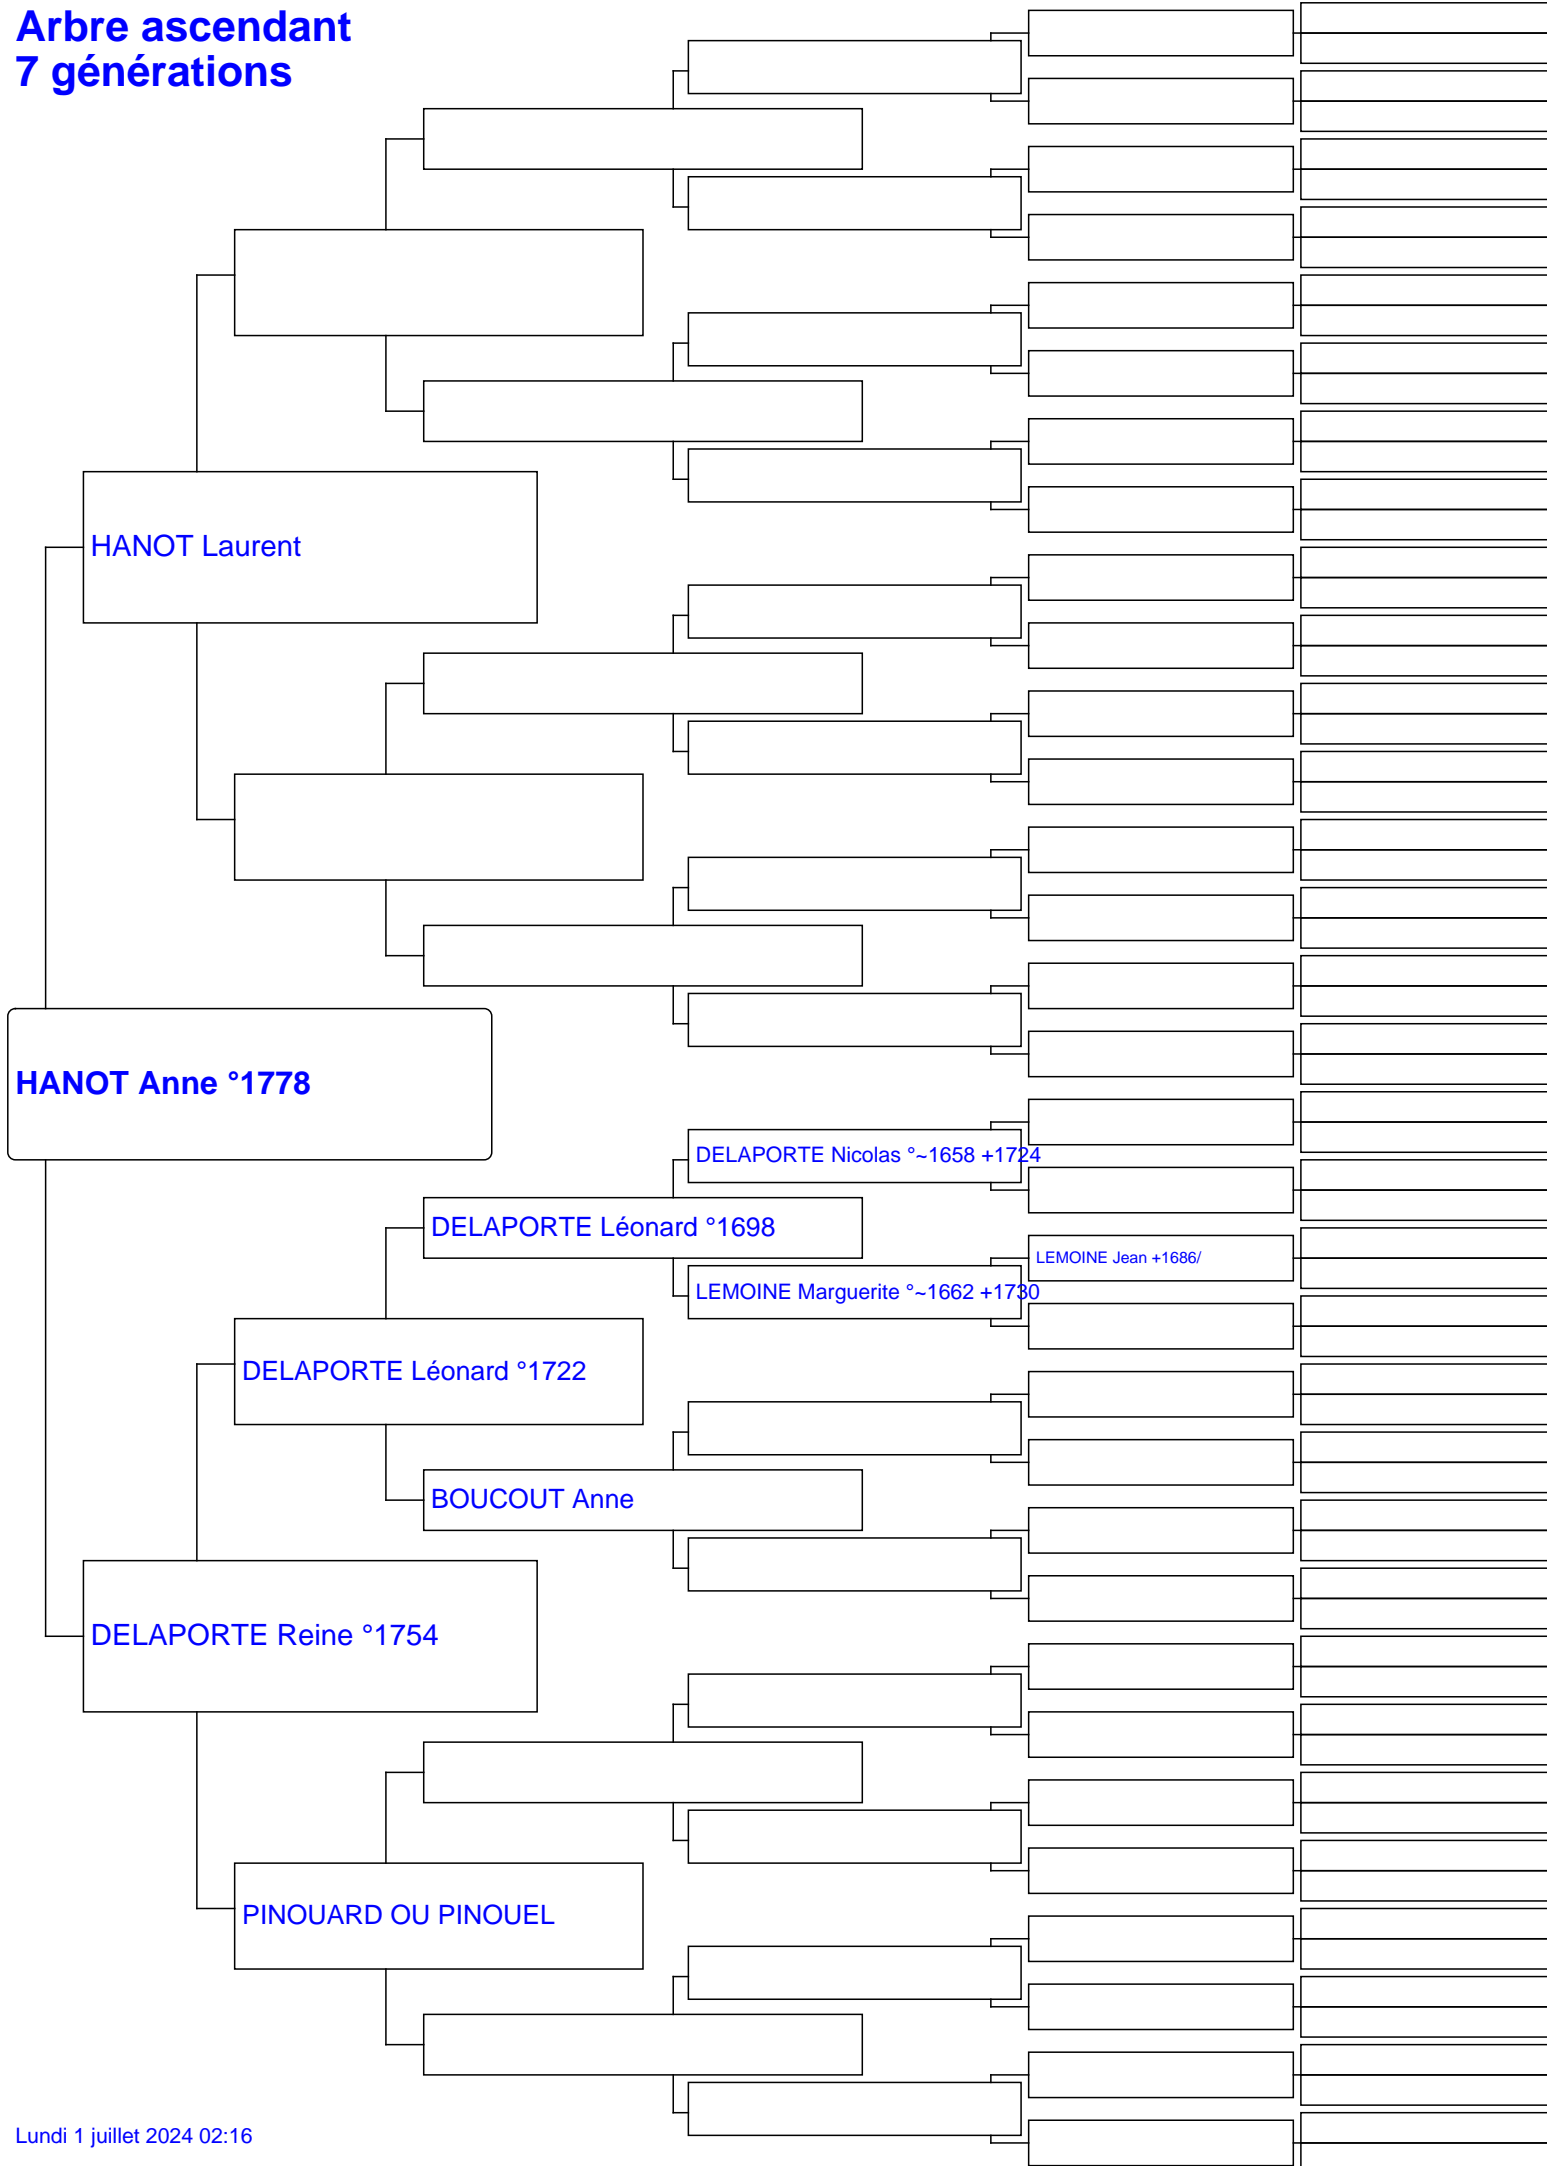 Arbre ascendant
7 générations
HANOT Laurent
HANOT Anne °1778
DELAPORTE Nicolas °~1658 +1724
DELAPORTE Léonard °1698
LEMOINE Jean +1686/
LEMOINE Marguerite °~1662 +1730
DELAPORTE Léonard °1722
BOUCOUT Anne
DELAPORTE Reine °1754
PINOUARD OU PINOUEL
Lundi 1 juillet 2024 02:16